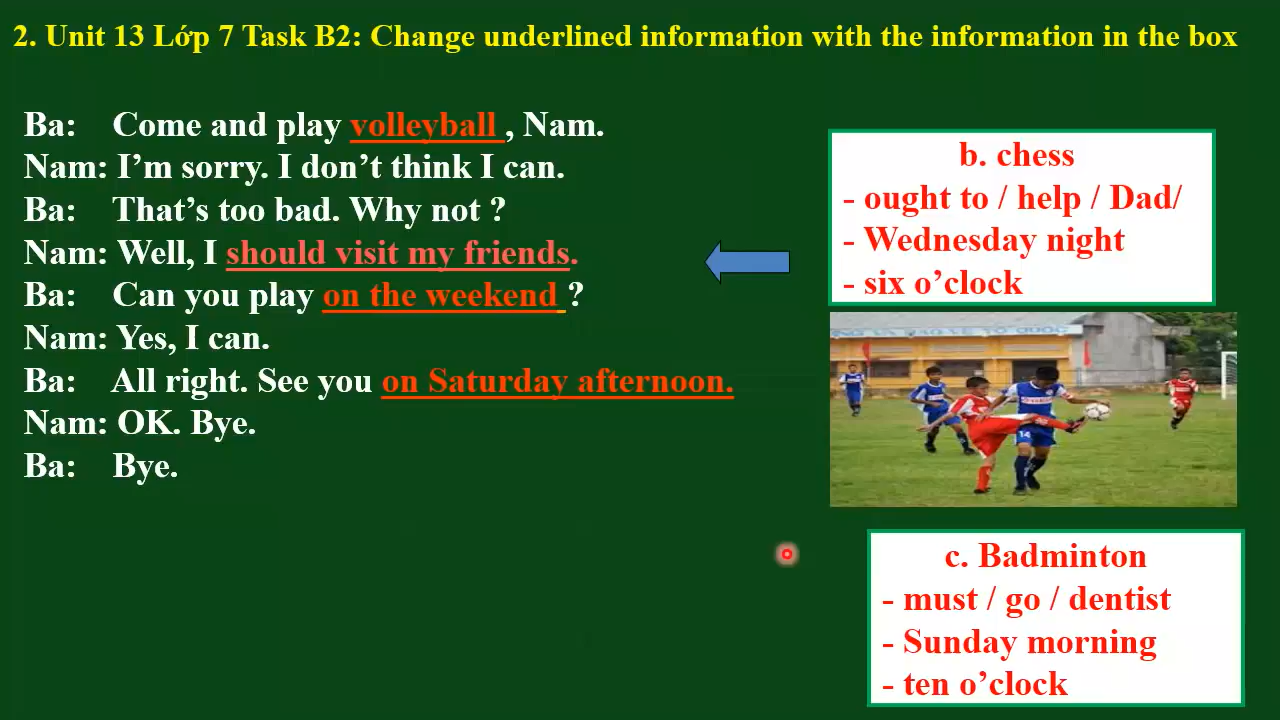 2. Unit 13 Lớp 7 Task B2: Change underlined information with the information in the box
Ba: Come and play volleyball , Nam.
Nam: I’m sorry. I don’t think I can.
Ba: That’s too bad. Why not ?
Nam: Well, I should visit my friends.
Ba: Can you play on the weekend ?
Nam: Yes, I can.
Ba: All right. See you on Saturday afternoon.
Nam: OK. Bye.
Ba: Bye.
b. chess
- ought to / help / Dad/
- Wednesday night
- six o’clock
14
c. Badminton
- must / go / dentist
- Sunday morning
- ten o’clock